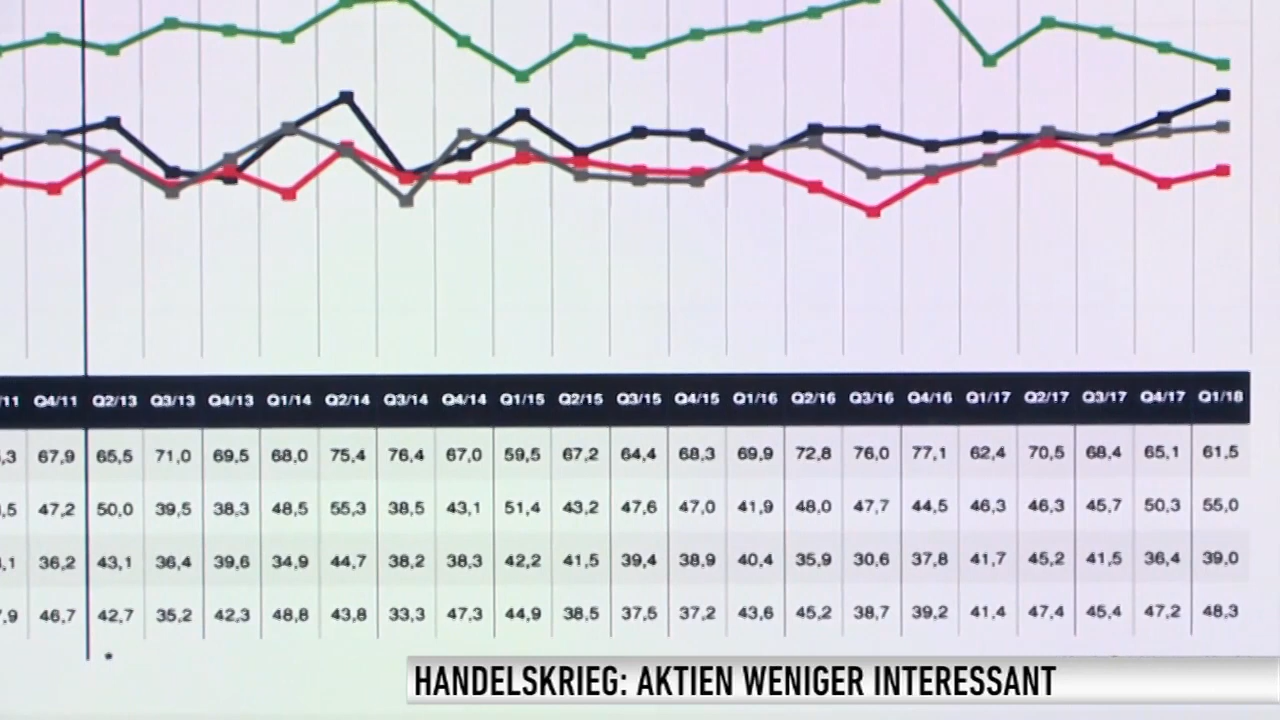 /11 Q4/11 Q2/13 Q3/13 Q4/13 Q1/14 Q2/14 Q3/14 Q4/14 Q1/15 Q2/15 Q3/15 Q4/15 Q1/16 Q2/16 Q3/16 Q4/16 Q1/17 Q2/17 Q3/17 Q4/17 Q1/18
,3 67,9 65,5 71,0 69,5 68,0 75,4 76,4 67,0 59,5 67,2 64,4 68,3 69,9 72,8 76,0 77,1 62,4 70,5 68,4 65,1 61,5
,5 47,2 50,0 39,5 38,3 48,5 55,3 38,5 43,1 51,4 43,2 47,6 47,0 41,9 48,0 47,7 44,5 46,3 46,3 45,7 50,3 55,0
,1 36,2 43,1 36,4 39,6 34,9 44,7 38,2 38,3 42,2 41,5 39,4 38,9 40,4 35,9 30,6 37,8 41,7 45,2 41,5 36,4 39,0
,9 46,7 42,7 35,2 42,3 48,8 43,8 33,3 47,3 44,9 38,5 37,5 37,2 43,6 45,2 38,7 39,2 41,4 47,4 45,4 47,2 48,3
*
HANDELSKRIEG: AKTIEN WENIGER INTERESSANT